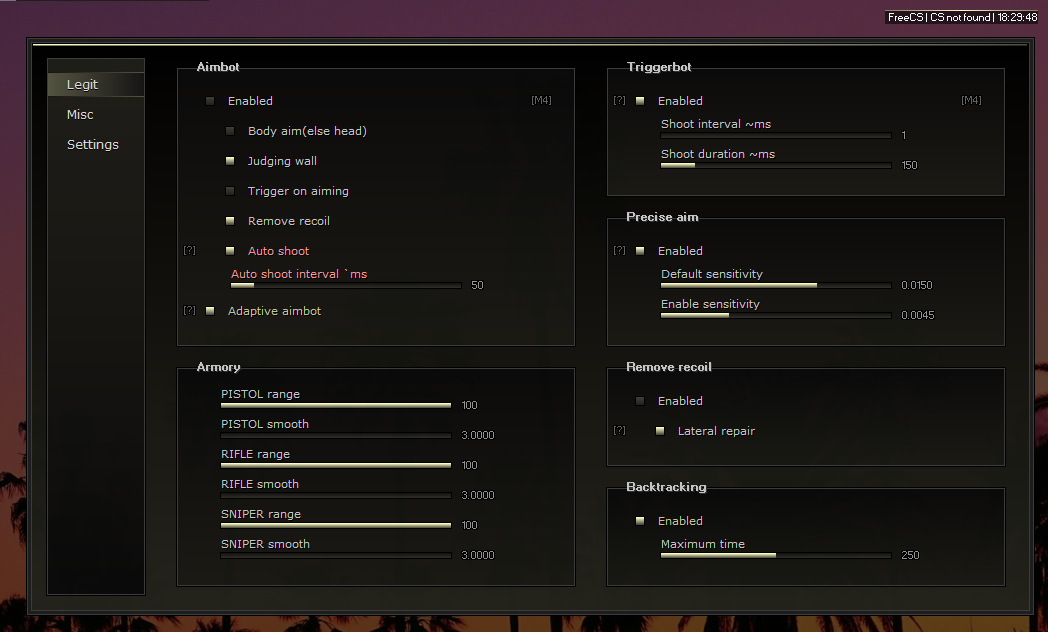 FreeCS | CS not found | 18:29:48
Legit
Misc
Settings
Aimbot
Enabled [M4]
Body aim(else head)
Judging wall
Trigger on aiming
Remove recoil
[?] Auto shoot
Auto shoot interval `ms
50
[?] Adaptive aimbot
Armory
PISTOL range
100
PISTOL smooth
3.0000
RIFLE range
100
RIFLE smooth
3.0000
SNIPER range
100
SNIPER smooth
3.0000
Triggerbot
[?] Enabled [M4]
Shoot interval ~ms
1
Shoot duration ~ms
150
Precise aim
[?] Enabled
Default sensitivity
0.0150
Enable sensitivity
0.0045
Remove recoil
Enabled
[?] Lateral repair
Backtracking
Enabled
Maximum time
250